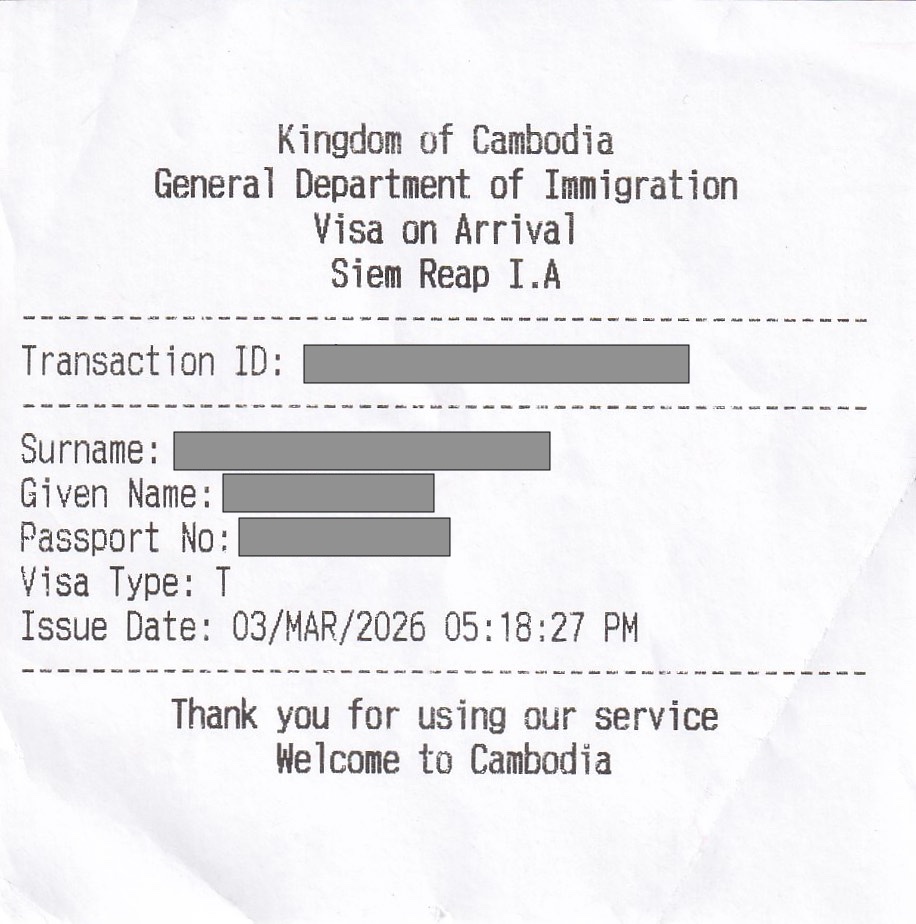 Kingdom of Cambodia
General Department of Immigration
Visa on Arrival
Siem Reap I.A
Transaction ID:
Surname:
Given Name:
Passport No:
Visa Type: T
Issue Date: 03/MAR/2026 05:18:27 PM
Thank you for using our service
Welcome to Cambodia